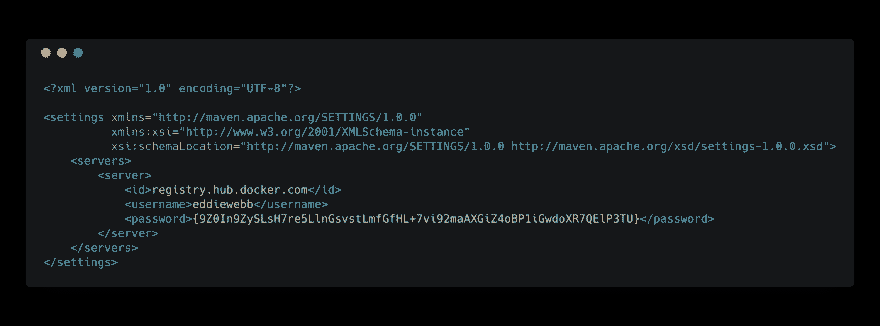 <?xml version="1.0" encoding="UTF-8"?>
<settings xmlns="http://maven.apache.org/SETTINGS/1.0.0"
xmlns:xsi="http://www.w3.org/2001/XMLSchema-instance"
xsi:schemaLocation="http://maven.apache.org/SETTINGS/1.0.0 http://maven.apache.org/xsd/settings-1.0.0.xsd">
<servers>
<server>
<id>registry.hub.docker.com</id>
<username>eddiewebb</username>
<password>{9Z0In9ZySLsH7re5LlnGsvstLmfGfHL+7vi92maAXGiZ4oBP1iGwdoXR7QElP3TU}</password>
</server>
</servers>
</settings>